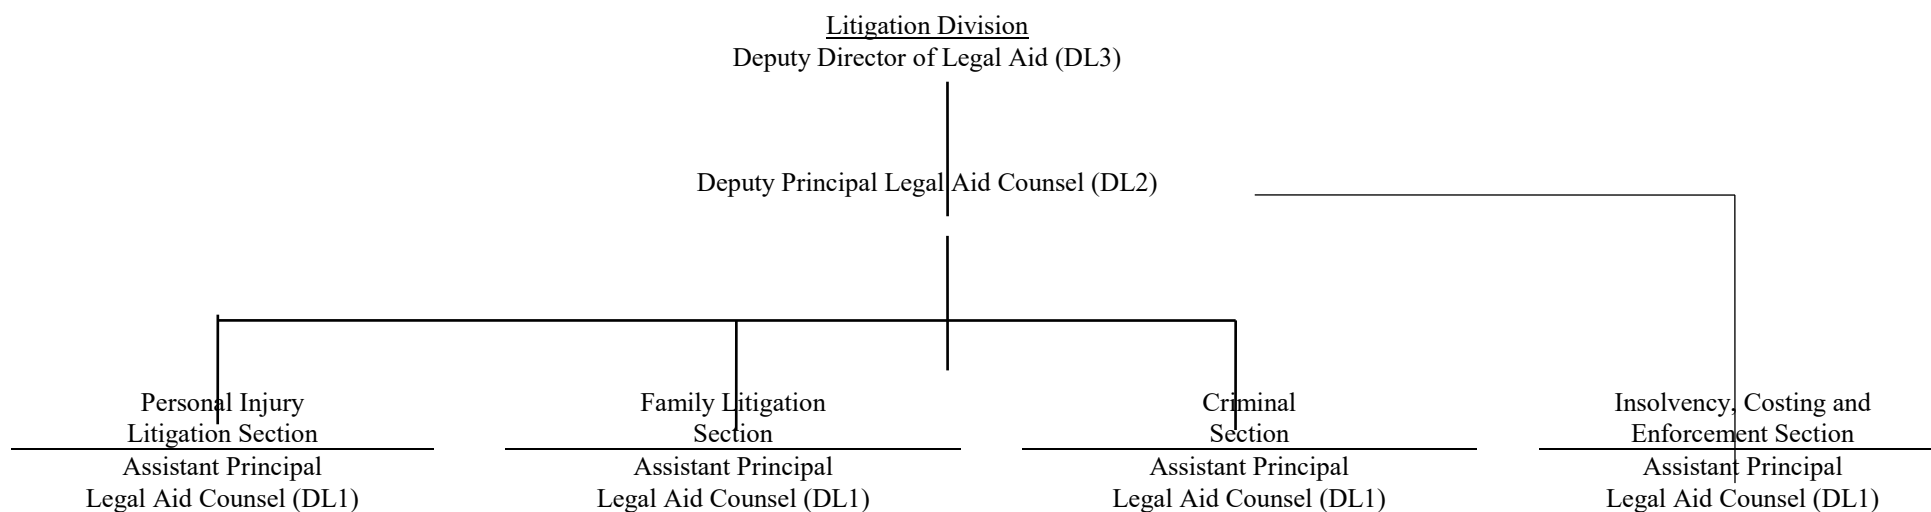 Litigation Division
Deputy Director of Legal Aid (DL3)
Deputy Principal Legal Aid Counsel (DL2)
Personal Injury
Litigation Section
Assistant Principal
Legal Aid Counsel (DL1)
Family Litigation
Section
Assistant Principal
Legal Aid Counsel (DL1)
Criminal
Section
Assistant Principal
Legal Aid Counsel (DL1)
Insolvency, Costing and
Enforcement Section
Assistant Principal
Legal Aid Counsel (DL1)